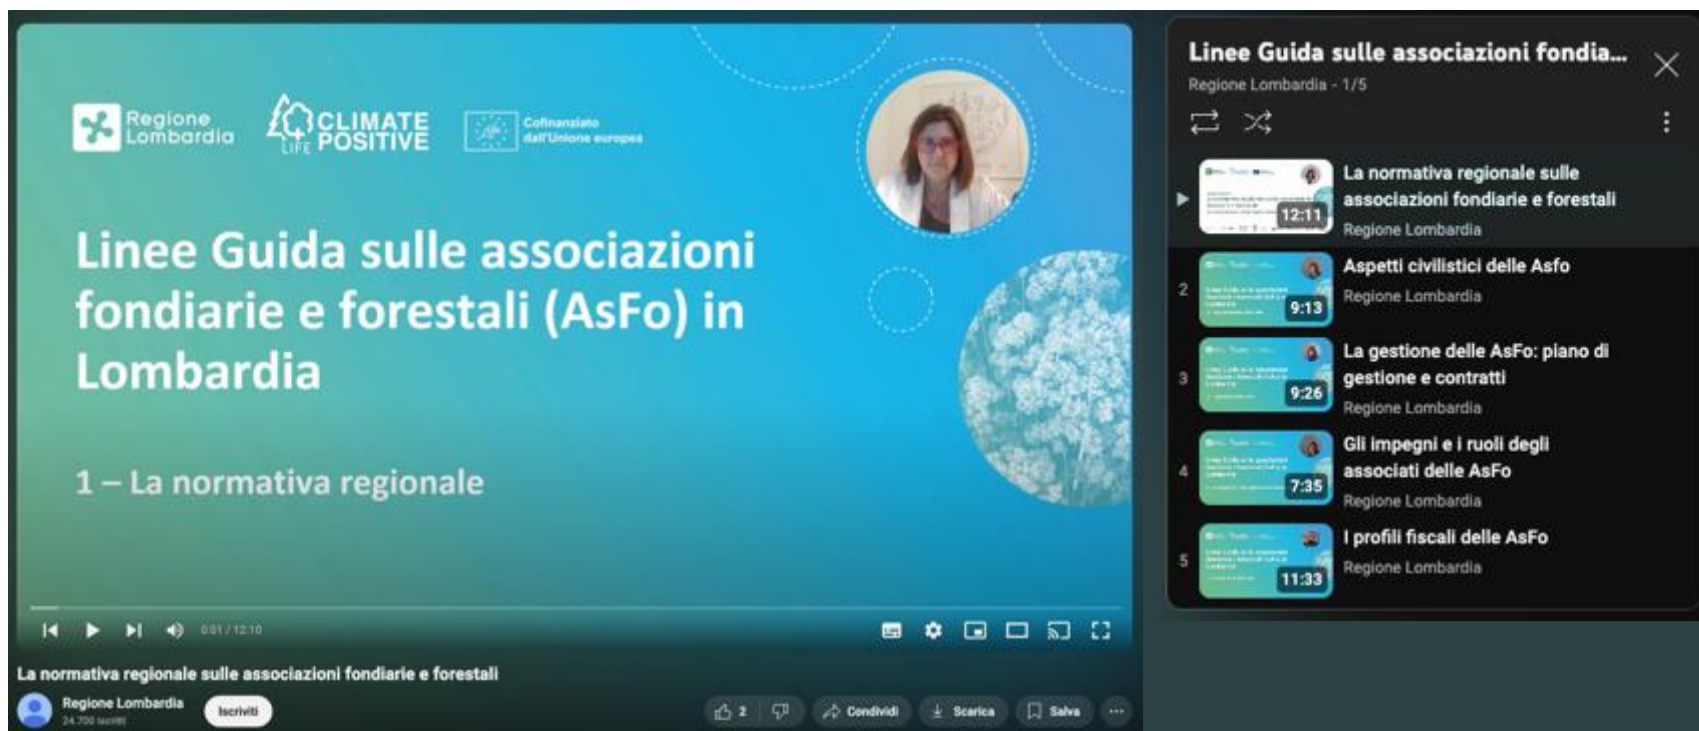 Regione
Lombardia
LIFE CLIMATE
POSITIVE
Cofinanziato
dall'Unione europea
Linee Guida sulle associazioni
fondiarie e forestali (AsFo) in
Lombardia
1 – La normativa regionale
0:01 / 12:10
La normativa regionale sulle associazioni fondiarie e forestali
Regione Lombardia
24.700 iscritti
Iscriviti
2
Condividi
Scarica
Salva
Linee Guida sulle associazioni fondia...
Regione Lombardia - 1/5
La normativa regionale sulle
associazioni fondiarie e forestali
Regione Lombardia
12:11
2
Aspetti civilistici delle Asfo
Regione Lombardia
9:13
3
La gestione delle AsFo: piano di
gestione e contratti
Regione Lombardia
9:26
4
Gli impegni e i ruoli degli
associati delle AsFo
Regione Lombardia
7:35
5
I profili fiscali delle AsFo
Regione Lombardia
11:33